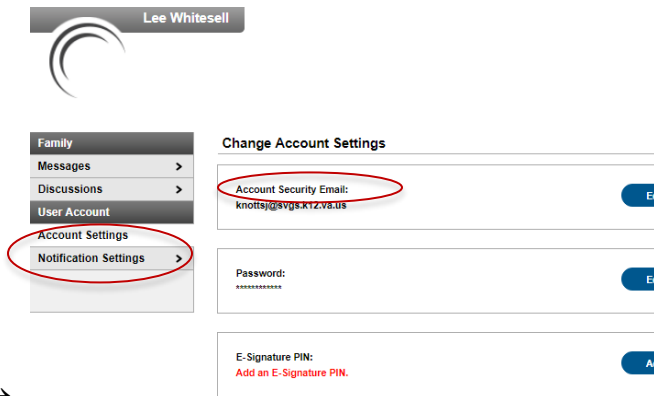 Lee Whitesell
Family
Messages
Discussions
User Account
Account Settings
Notification Settings
Change Account Settings
Account Security Email:
knottsj@svgs.k12.va.us
Password:
************
E-Signature PIN:
Add an E-Signature PIN.